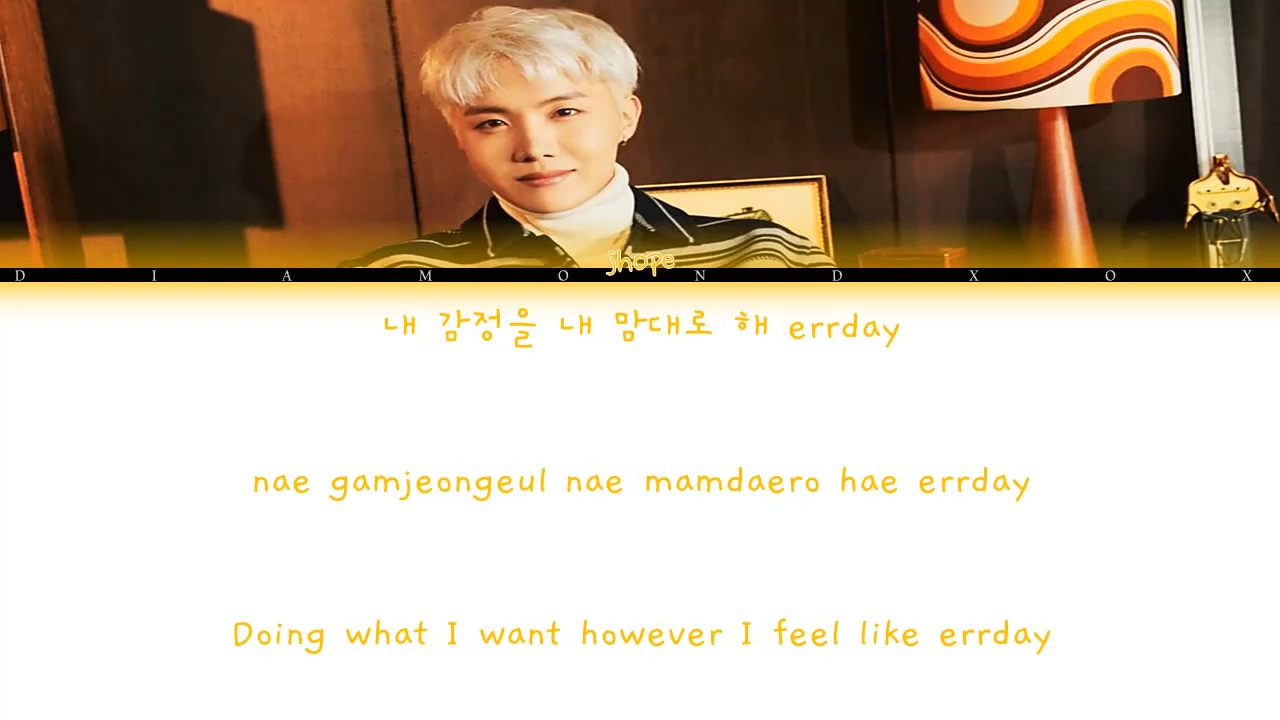 jhope
D I A M O N D X O X
내 감정을 내 맘대로 해 errday
nae gamjeongeul nae mamdaero hae errday
Doing what I want however I feel like errday